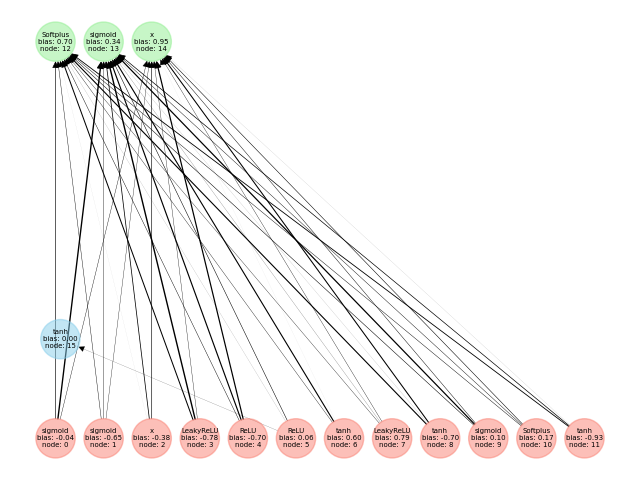 Softplus
bias: 0.70
node: 12
sigmoid
bias: 0.34
node: 13
x
bias: 0.95
node: 14
tanh
bias: 0.00
node: 15
sigmoid
bias: -0.04
node: 0
sigmoid
bias: -0.65
node: 1
x
bias: -0.38
node: 2
LeakyReLU
bias: -0.78
node: 3
ReLU
bias: -0.70
node: 4
ReLU
bias: 0.06
node: 5
tanh
bias: 0.60
node: 6
LeakyReLU
bias: 0.79
node: 7
tanh
bias: -0.70
node: 8
sigmoid
bias: 0.10
node: 9
Softplus
bias: 0.17
node: 10
tanh
bias: -0.93
node: 11